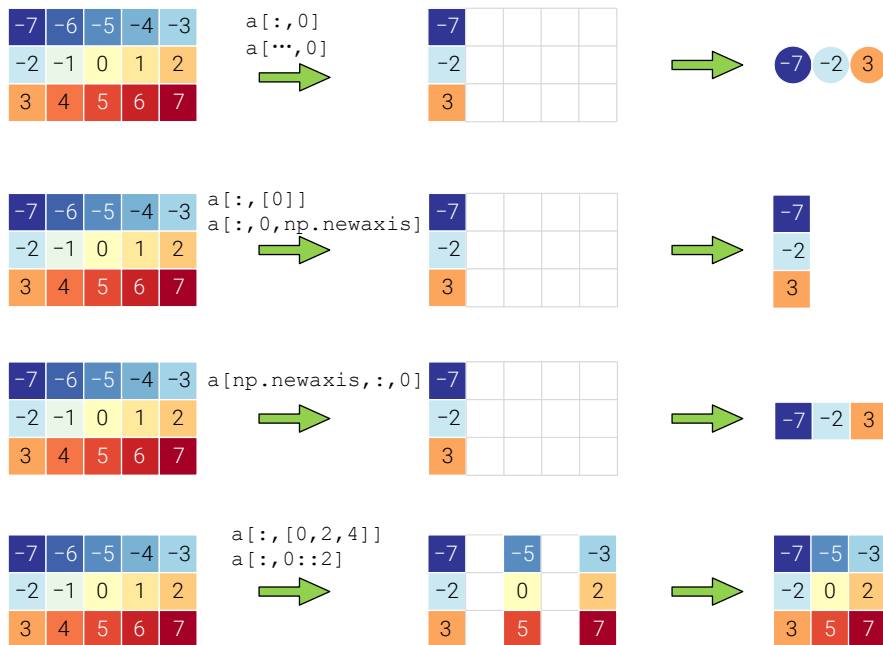 a[:,0]
a[⋯,0]
−7 −6 −5 −4 −3
−2 −1 0 1 2
3 4 5 6 7
−7
−2
3
−7 −2 3
a[:,[0]]
a[:,0,np.newaxis]
−7 −6 −5 −4 −3
−2 −1 0 1 2
3 4 5 6 7
−7
−2
3
−7
−2
3
a[np.newaxis,:,0]
−7 −6 −5 −4 −3
−2 −1 0 1 2
3 4 5 6 7
−7
−2
3
−7 −2 3
a[:,[0,2,4]]
a[:,0::2]
−7 −6 −5 −4 −3
−2 −1 0 1 2
3 4 5 6 7
−7 −5 −3
−2 0 2
3 5 7
−7 −5 −3
−2 0 2
3 5 7